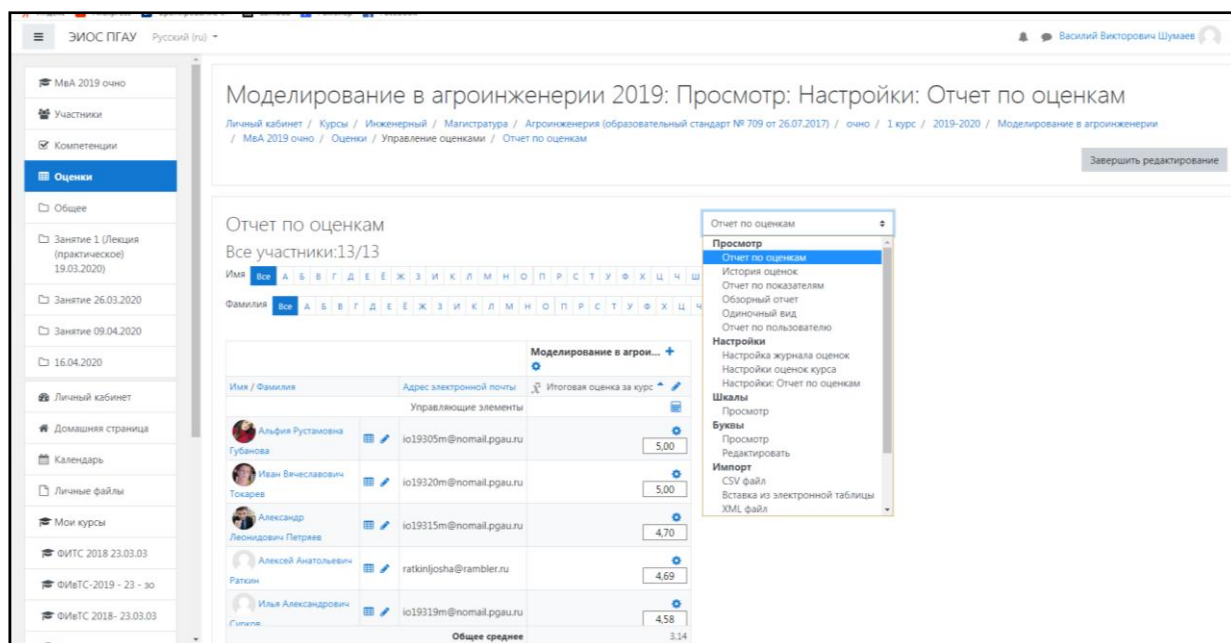 ЭИОС ПГАУ Русский (ru)
Василий Викторович Шумаев
МвА 2019 очно
Участники
Компетенции
Оценки
Общее
Занятие 1 (Лекция
(практическое)
19.03.2020)
Занятие 26.03.2020
Занятие 09.04.2020
16.04.2020
Личный кабинет
Домашняя страница
Календарь
Личные файлы
Мои курсы
ФИТС 2018 23.03.03
ФИвТС-2019 - 23 - зо
ФИвТС 2018- 23.03.03
Моделирование в агроинженерии 2019: Просмотр: Настройки: Отчет по оценкам
Личный кабинет / Курсы / Инженерный / Магистратура / Агроинженерия (образовательный стандарт № 709 от 26.07.2017) / очно / 1 курс / 2019-2020 / Моделирование в агроинженерии
/ МвА 2019 очно / Оценки / Управление оценками / Отчет по оценкам
Завершить редактирование
Отчет по оценкам
Все участники:13/13
Имя Все А Б В Г Д Е Ё Ж З И К Л М Н О П Р С Т У Ф Х Ц Ч Ш
Фамилия Все А Б В Г Д Е Ё Ж З И К Л М Н О П Р С Т У Ф Х Ц Ч
Моделирование в агрои...
Имя / Фамилия Адрес электронной почты Итоговая оценка за курс
Управляющие элементы
Альфия Рустамовна
Губанова io19305m@nomail.pgau.ru 5,00
Иван Вячеславович
Токарев io19320m@nomail.pgau.ru 5,00
Александр
Леонидович Петряев io19315m@nomail.pgau.ru 4,70
Алексей Анатольевич
Раткин ratkinljosha@rambler.ru 4,69
Илья Александрович
Сурков io19319m@nomail.pgau.ru 4,58
Общее среднее 3,14
Отчет по оценкам
Просмотр
Отчет по оценкам
История оценок
Отчет по показателям
Обзорный отчет
Одиночный вид
Отчет по пользователю
Настройки
Настройка журнала оценок
Настройки оценок курса
Настройки: Отчет по оценкам
Шкалы
Просмотр
Буквы
Просмотр
Редактировать
Импорт
CSV файл
Вставка из электронной таблицы
XML файл